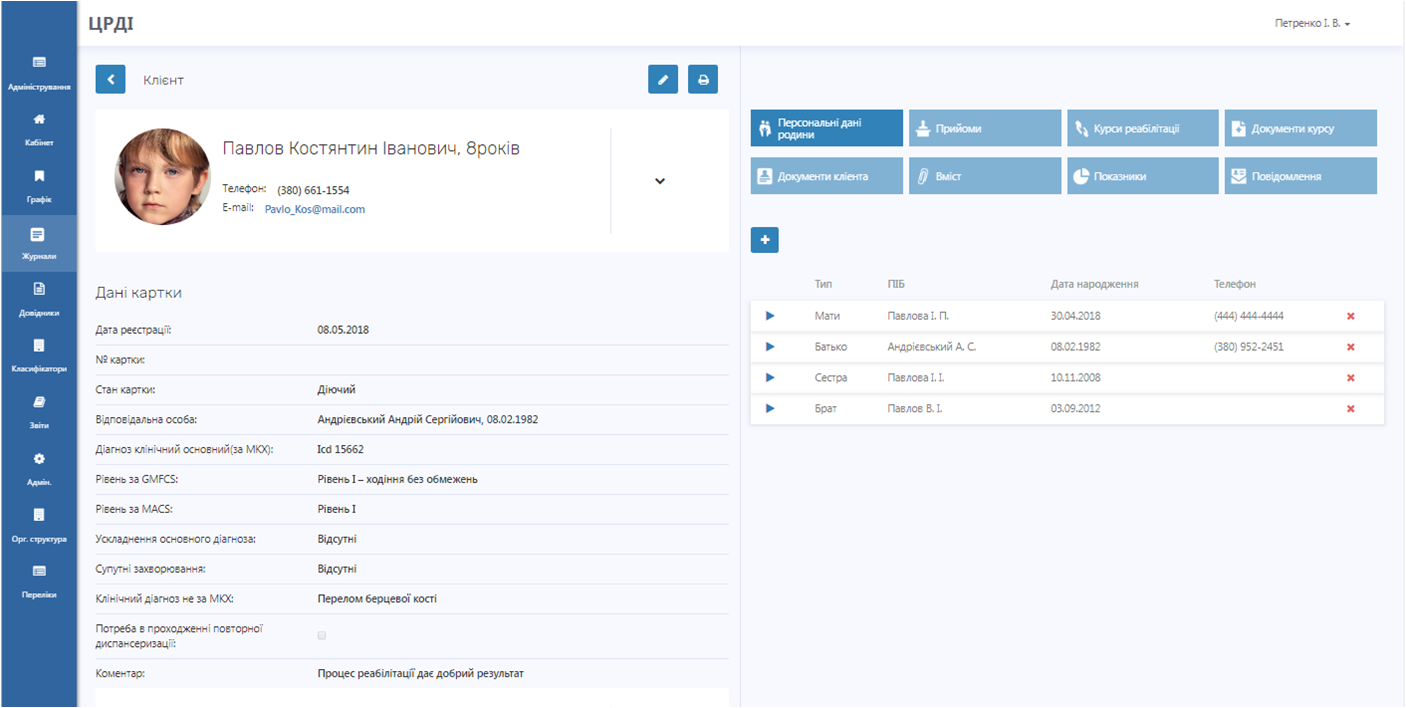 ЦРДІ
Петренко І. В.
Адміністрування
Кабінет
Графік
Журнали
Довідники
Класифікатори
Звіти
Адмін.
Орг. структура
Переліки
Клієнт
Павлов Костянтин Іванович, 8років
Телефон: (380) 661-1554
E-mail: Pavlo_Kos@mail.com
Дані картки
Дата реєстрації: 08.05.2018
№ картки:
Стан картки: Діючий
Відповідальна особа: Андрієвський Андрій Сергійович, 08.02.1982
Діагноз клінічний основний(за МКХ): Icd 15662
Рівень за GMFCS: Рівень I – ходіння без обмежень
Рівень за MACS: Рівень I
Ускладнення основного діагноза: Відсутні
Супутні захворювання: Відсутні
Клінічний діагноз не за МКХ: Перелом берцевої кості
Потреба в проходженні повторної
диспансеризації:
Коментар: Процес реабілітації дає добрий результат
Персональні дані
родини
Прийоми
Курси реабілітації
Документи курсу
Документи клієнта
Вміст
Показники
Повідомлення
Тип ПІБ Дата народження Телефон
Мати Павлова І. П. 30.04.2018 (444) 444-4444
Батько Андрієвський А. С. 08.02.1982 (380) 952-2451
Сестра Павлова І. І. 10.11.2008
Брат Павлов В. І. 03.09.2012